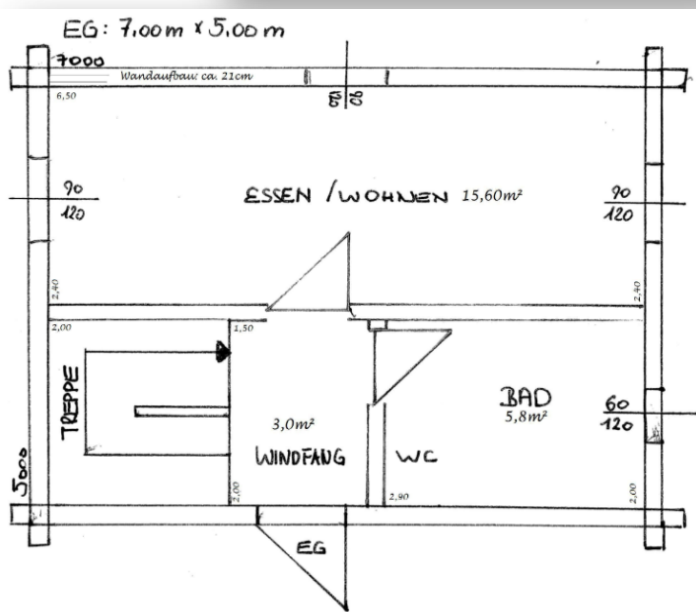 EG: 7.00m x 5.00m
7000
Wandaufbau: ca. 21cm
6,50
90
120
ESSEN / WOHNEN 15,60m²
90
120
2,40
2,40
2,00
1,50
TREPPE
BAD
5,8m²
60
120
3,0m²
WINDFANG
WC
5000
2,00
2,90
2,00
EG